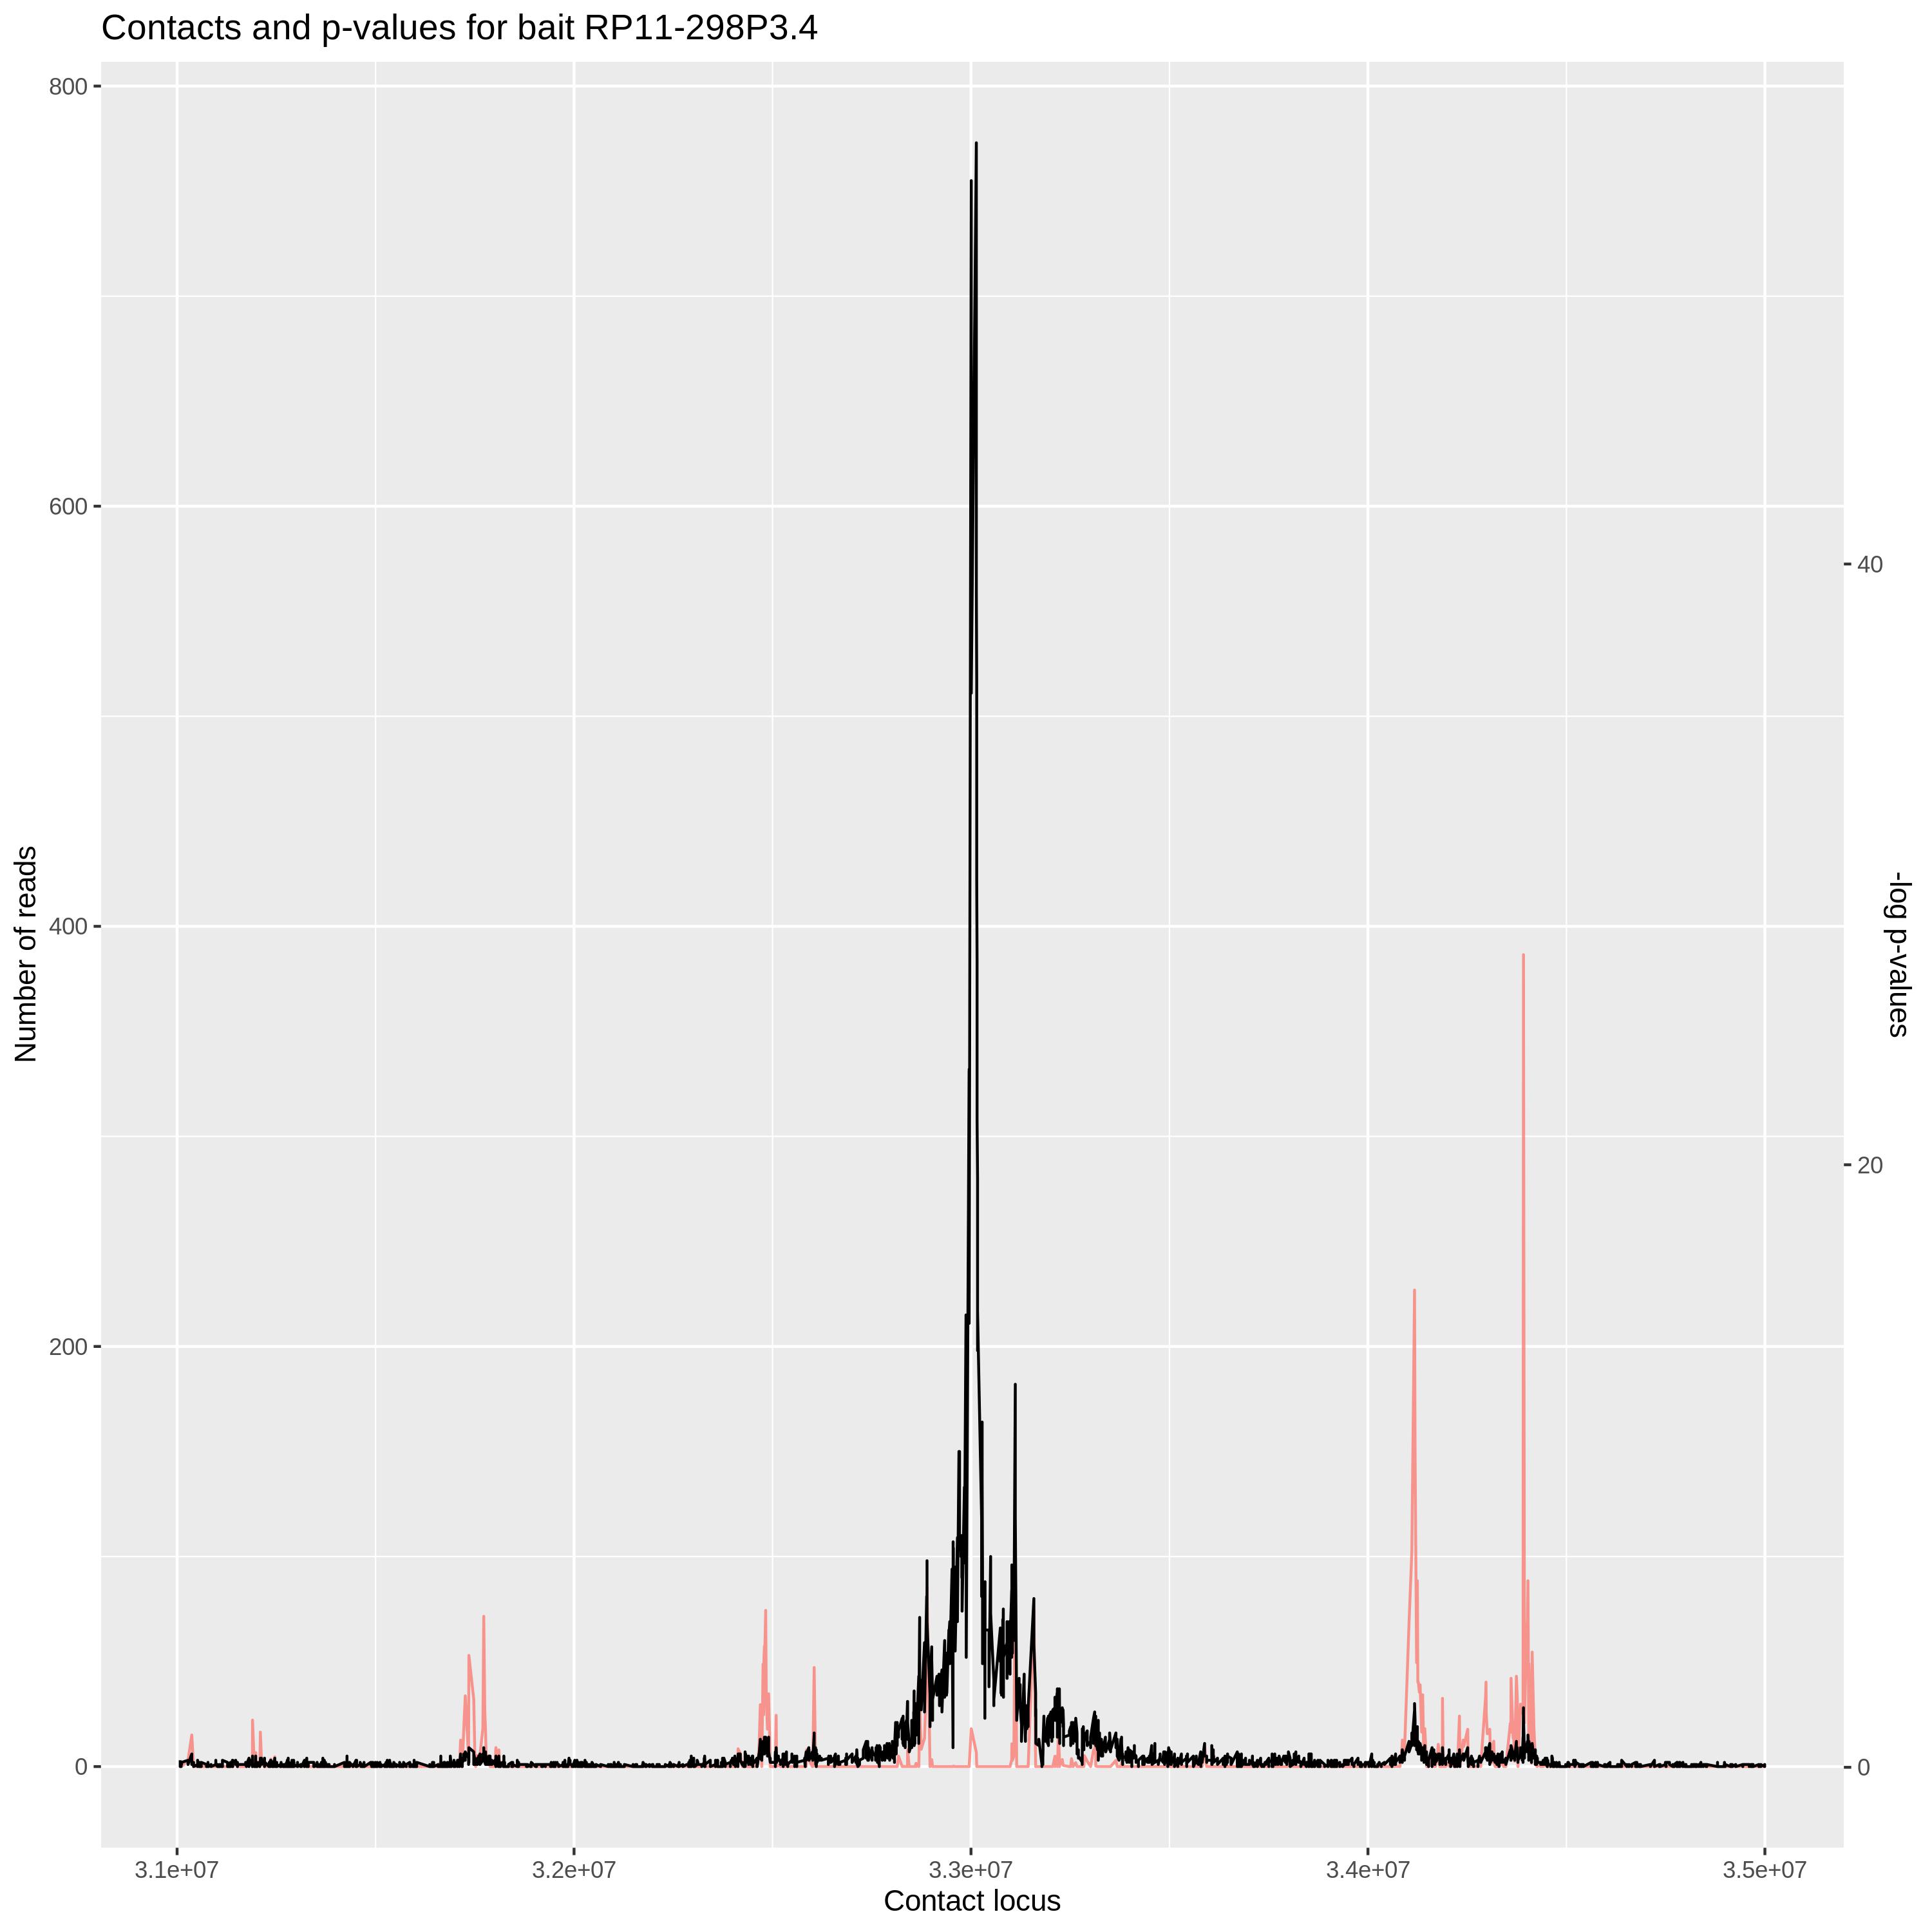 Contacts and p-values for bait RP11-298P3.4
800
600
400
200
0
Number of reads
40
20
0
-log p-values
3.1e+07 3.2e+07 3.3e+07 3.4e+07 3.5e+07
Contact locus